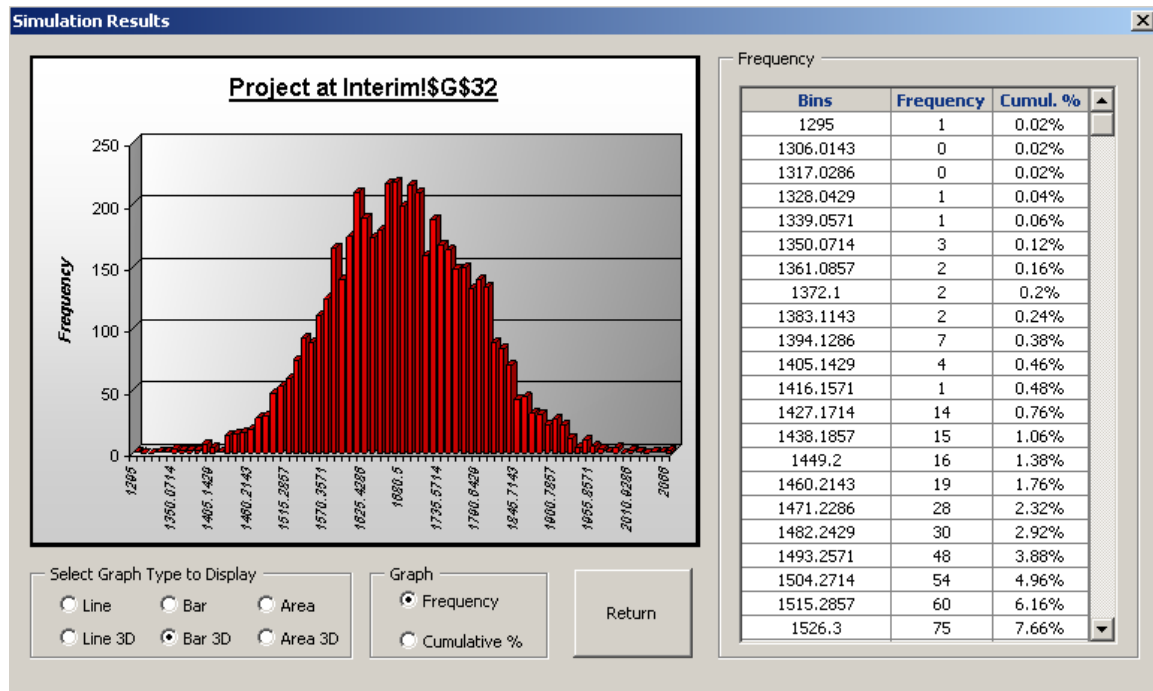 Simulation Results
Project at Interim!$G$32
Frequency
250
200
150
100
50
0
1295
1350.0714
1405.1429
1460.2143
1515.2857
1570.3571
1625.4286
1680.5
1735.5714
1790.6429
1845.7143
1900.7857
1955.8571
2010.9286
2066
Select Graph Type to Display
Line Bar Area
Line 3D Bar 3D Area 3D
Graph
Frequency
Cumulative %
Return
Frequency
Bins Frequency Cumul. %
1295 1 0.02%
1306.0143 0 0.02%
1317.0286 0 0.02%
1328.0429 1 0.04%
1339.0571 1 0.06%
1350.0714 3 0.12%
1361.0857 2 0.16%
1372.1 2 0.2%
1383.1143 2 0.24%
1394.1286 7 0.38%
1405.1429 4 0.46%
1416.1571 1 0.48%
1427.1714 14 0.76%
1438.1857 15 1.06%
1449.2 16 1.38%
1460.2143 19 1.76%
1471.2286 28 2.32%
1482.2429 30 2.92%
1493.2571 48 3.88%
1504.2714 54 4.96%
1515.2857 60 6.16%
1526.3 75 7.66%